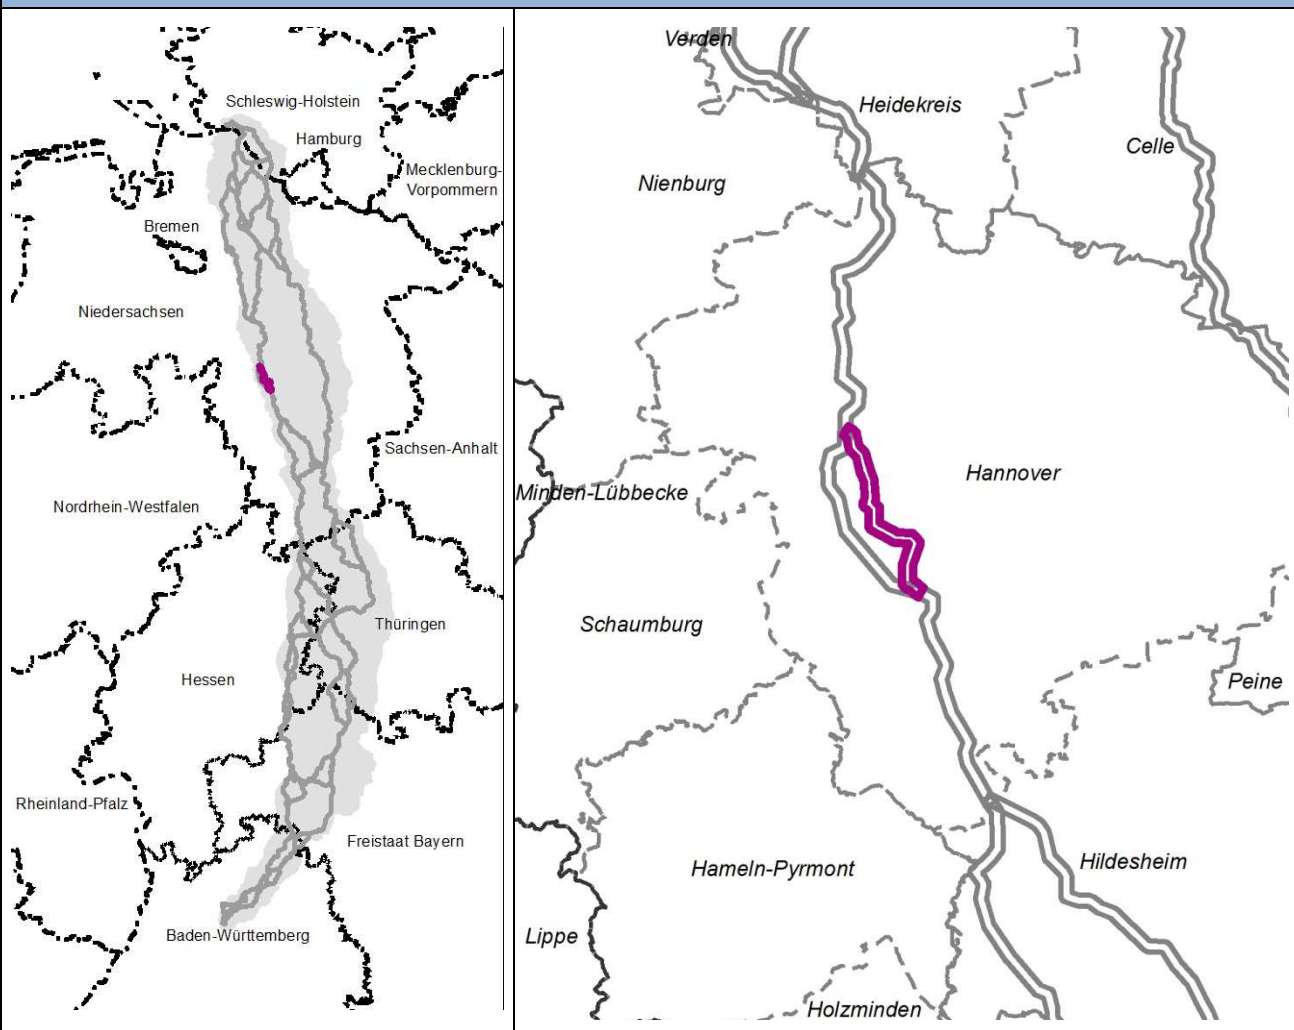 Schleswig-Holstein
Hamburg
Mecklenburg-
Vorpommern
Bremen
Niedersachsen
Sachsen-Anhalt
Nordrhein-Westfalen
Thüringen
Hessen
Rheinland-Pfalz
Freistaat Bayern
Baden-Württemberg
Verden
Heidekreis
Celle
Nienburg
Hannover
Minden-Lübbecke
Schaumburg
Peine
Hildesheim
Hameln-Pyrmont
Lippe
Holzminden